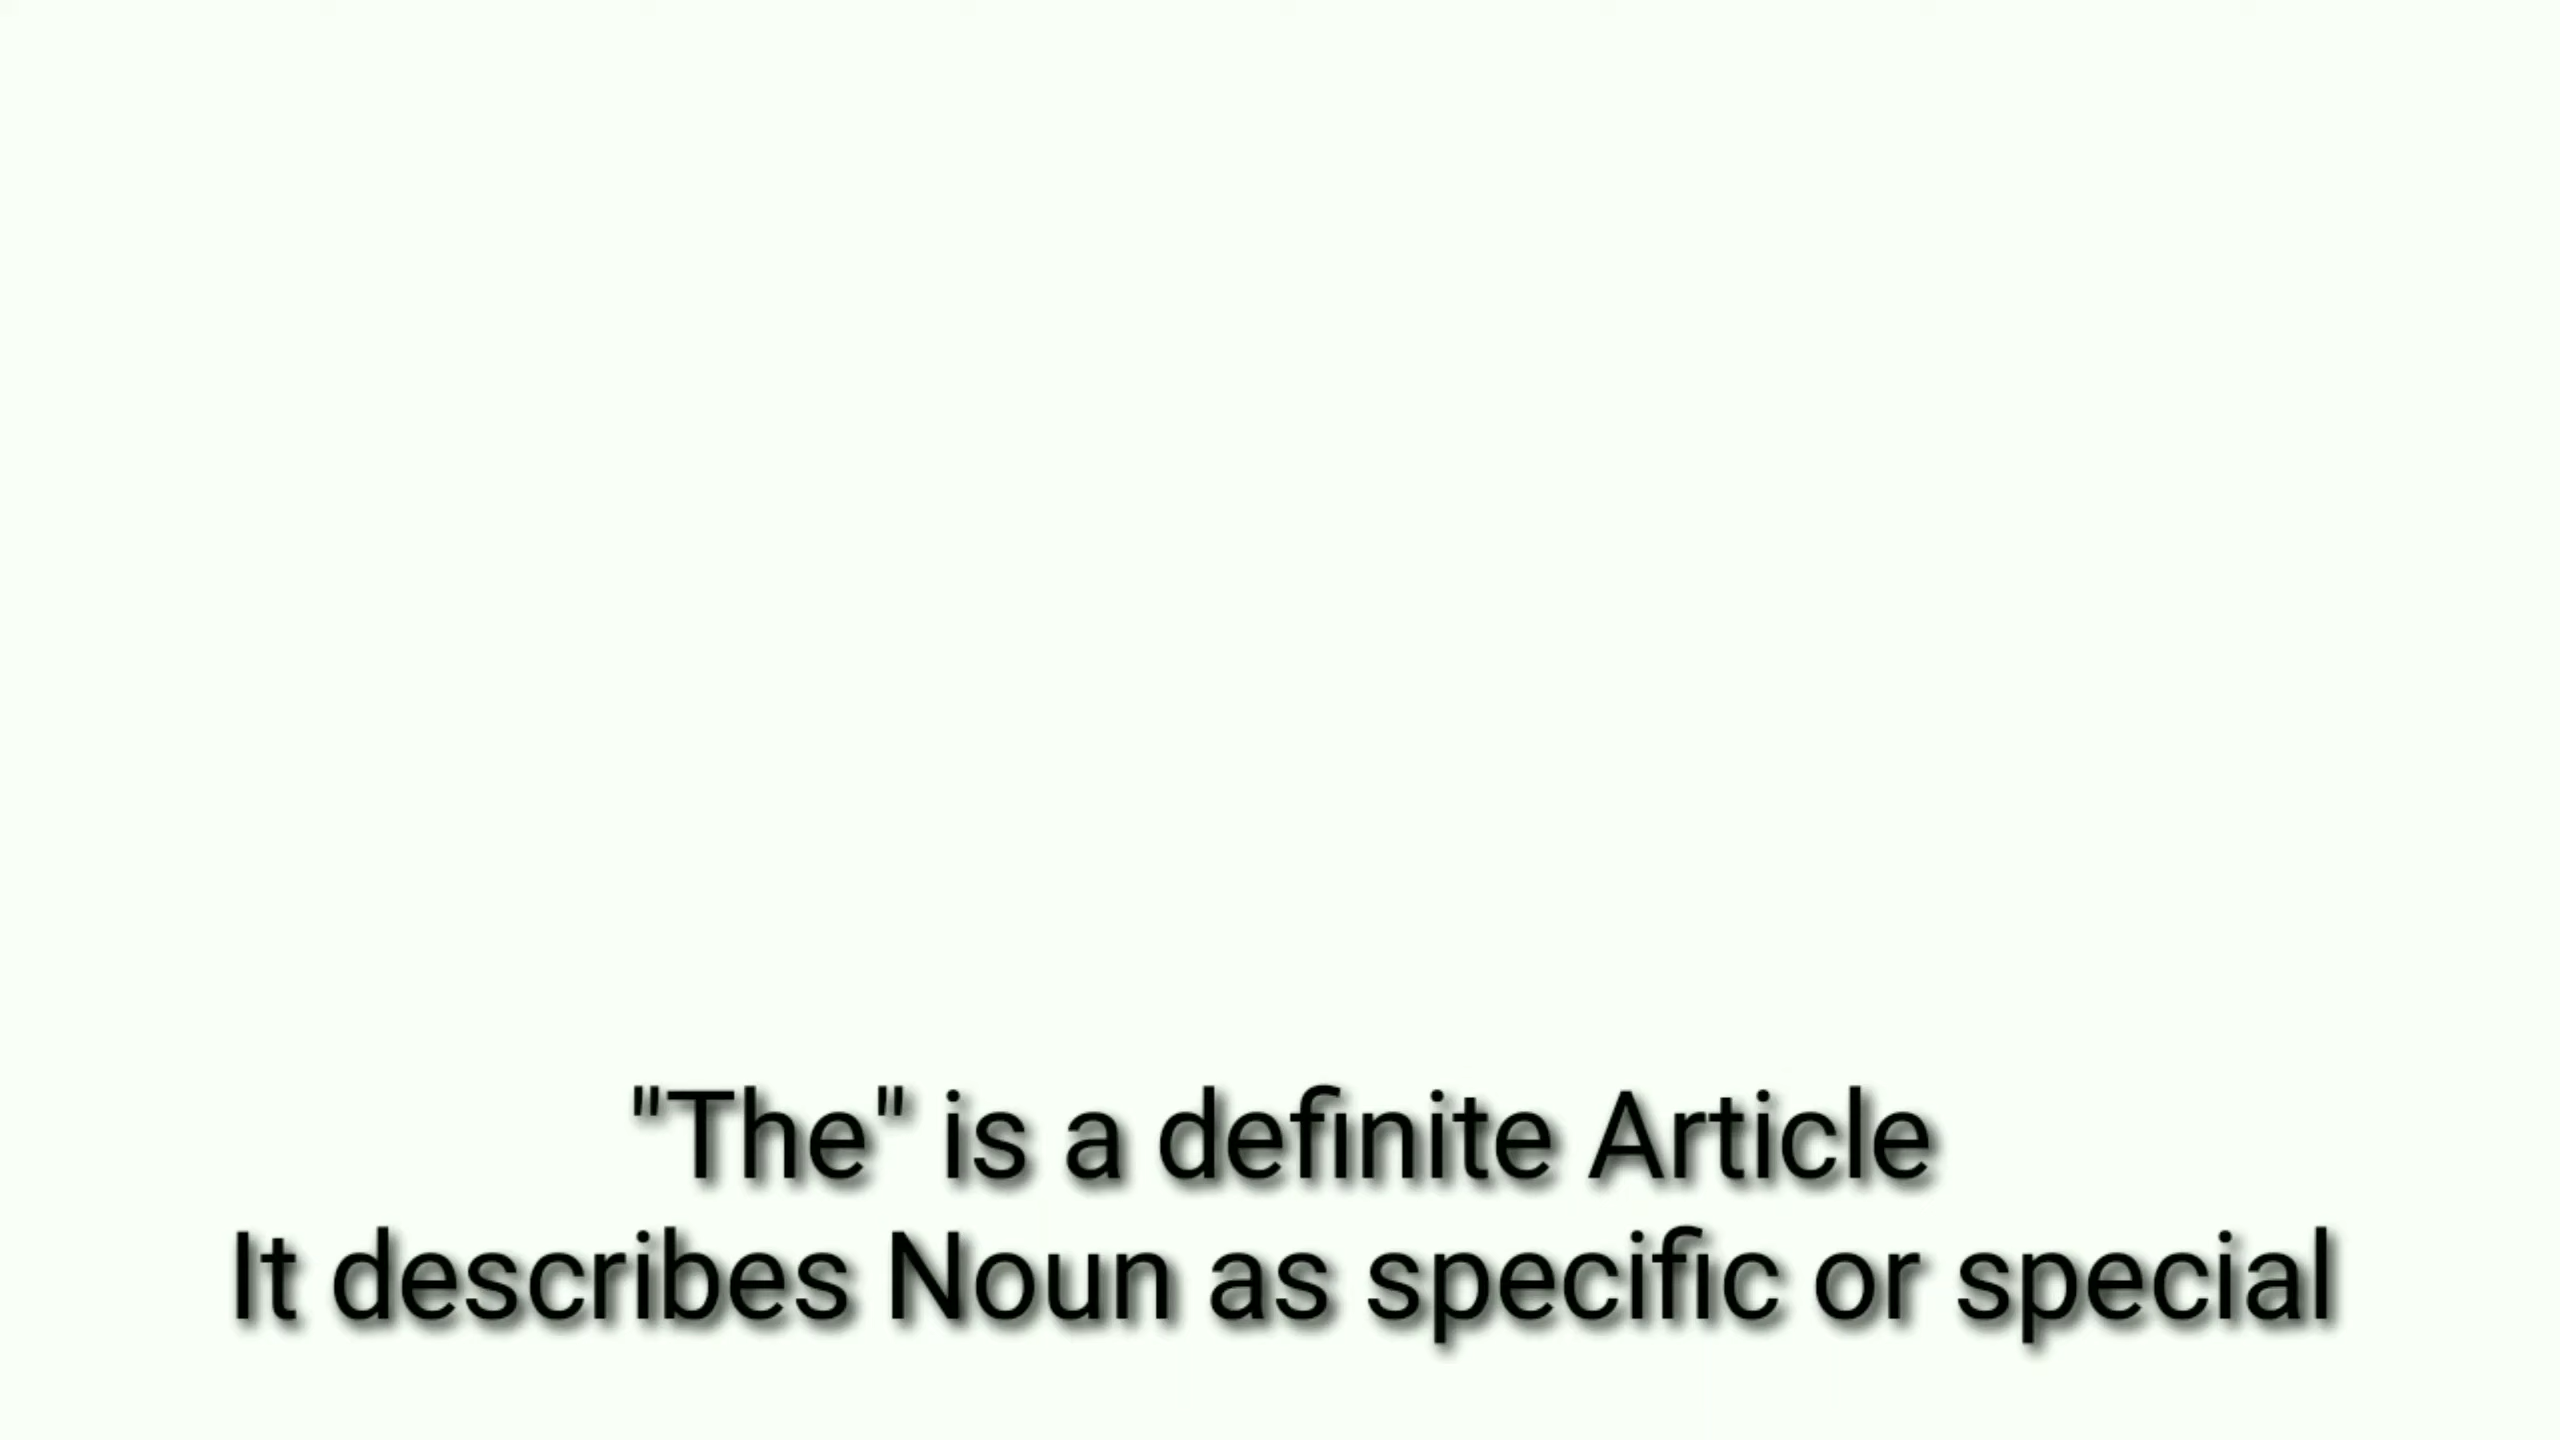 "The" is a definite Article
It describes Noun as specific or special